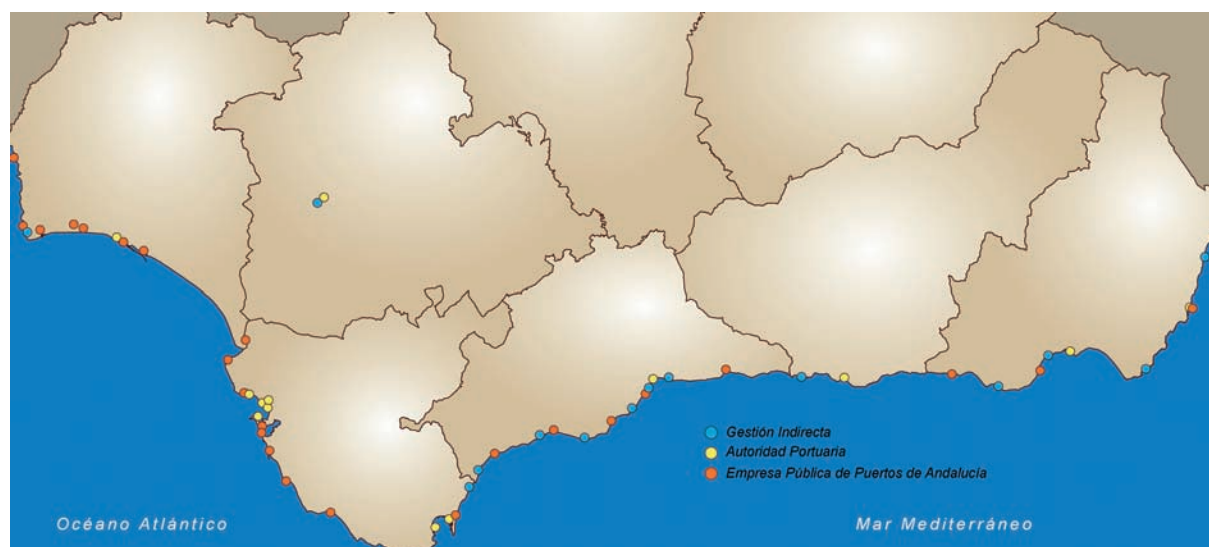 Gestión Indirecta
Autoridad Portuaria
Empresa Pública de Puertos de Andalucía
Océano Atlántico
Mar Mediterráneo